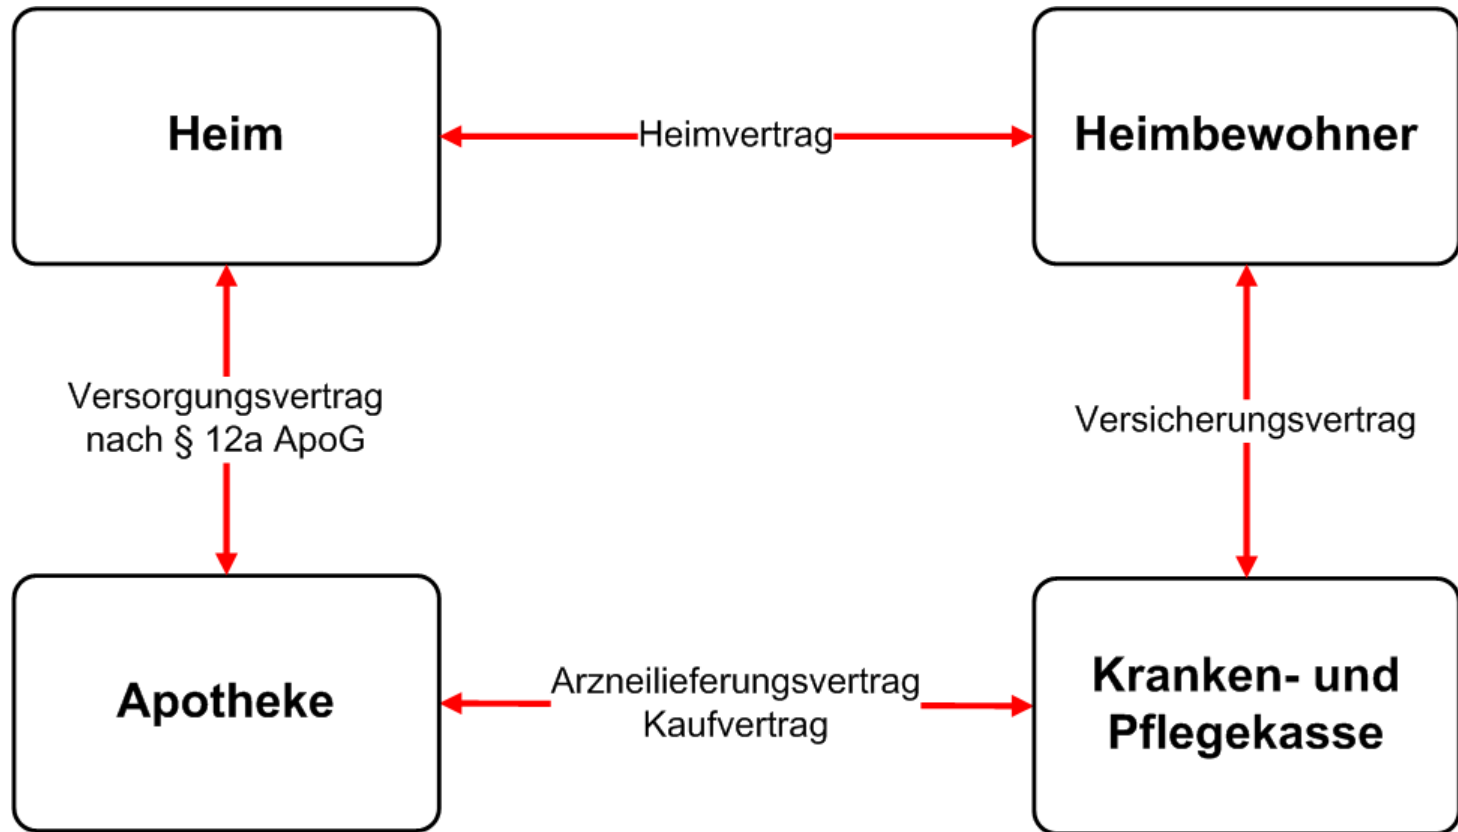 Heim
Heimvertrag
Heimbewohner
Versorgungsvertrag
nach § 12a ApoG
Versicherungsvertrag
Apotheke
Arzneilieferungsvertrag
Kaufvertrag
Kranken- und
Pflegekasse